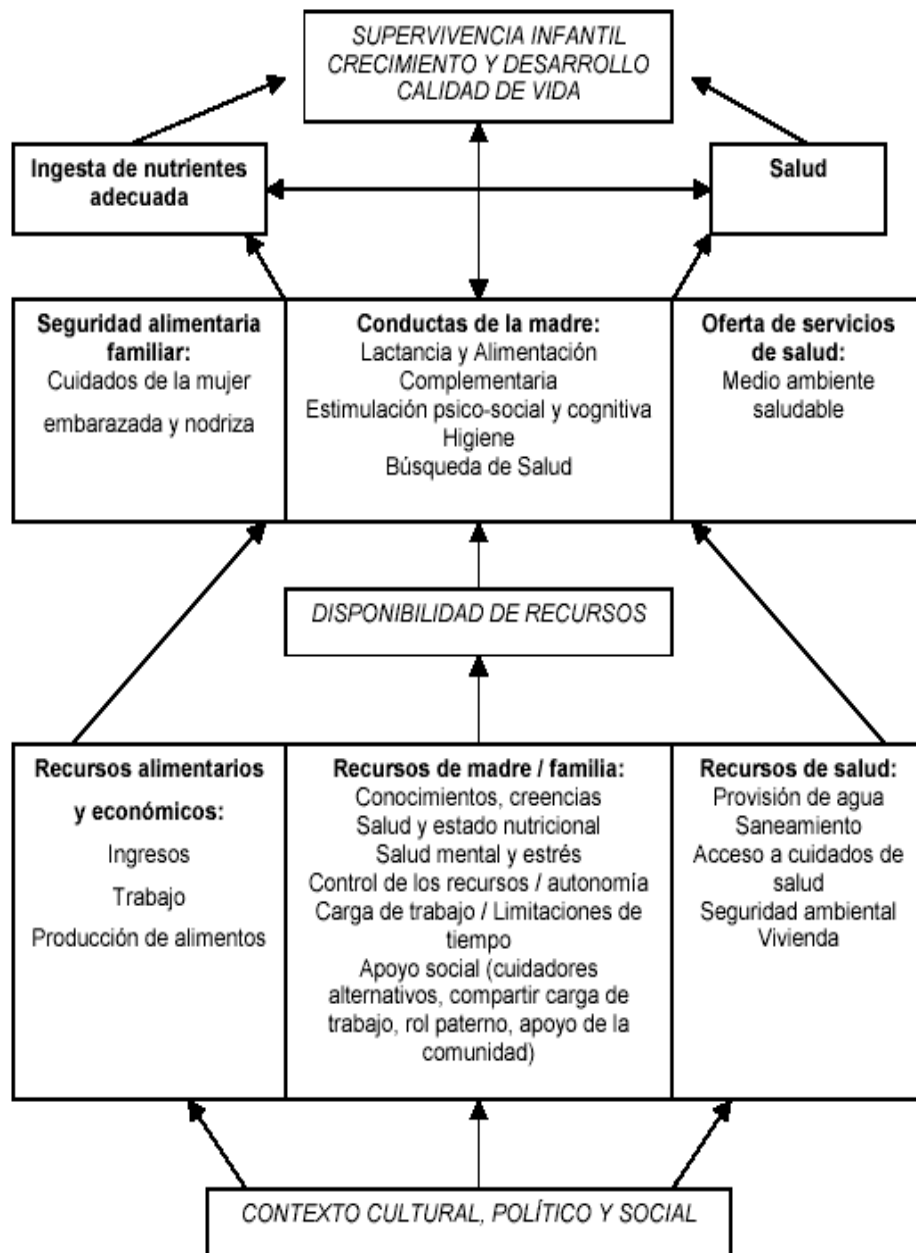 SUPERVIVENCIA INFANTIL
CRECIMIENTO Y DESARROLLO
CALIDAD DE VIDA
Ingesta de nutrientes
adecuada
Salud
Seguridad alimentaria
familiar:
Cuidados de la mujer
embarazada y nodriza
Conductas de la madre:
Lactancia y Alimentación
Complementaria
Estimulación psico-social y cognitiva
Higiene
Búsqueda de Salud
Oferta de servicios
de salud:
Medio ambiente
saludable
DISPONIBILIDAD DE RECURSOS
Recursos alimentarios
y económicos:
Ingresos
Trabajo
Producción de alimentos
Recursos de madre / familia:
Conocimientos, creencias
Salud y estado nutricional
Salud mental y estrés
Control de los recursos / autonomía
Carga de trabajo / Limitaciones de
tiempo
Apoyo social (cuidadores
alternativos, compartir carga de
trabajo, rol paterno, apoyo de la
comunidad)
Recursos de salud:
Provisión de agua
Saneamiento
Acceso a cuidados de
salud
Seguridad ambiental
Vivienda
CONTEXTO CULTURAL, POLÍTICO Y SOCIAL